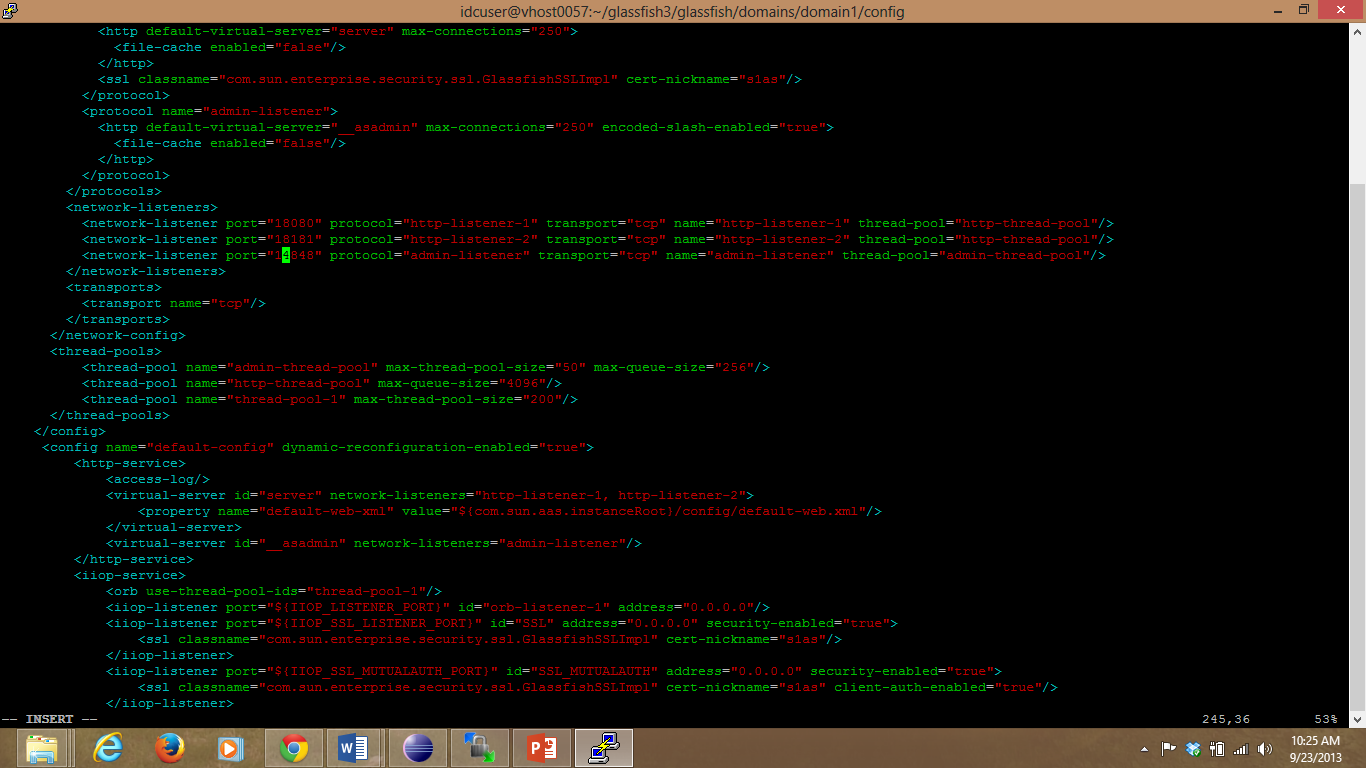 idcuser@vhost0057:~/glassfish3/glassfish/domains/domain1/config
<http default-virtual-server="server" max-connections="250">
<file-cache enabled="false"/>
</http>
<ssl classname="com.sun.enterprise.security.ssl.GlassfishSSLImpl" cert-nickname="s1as"/>
</protocol>
<protocol name="admin-listener">
<http default-virtual-server="__asadmin" max-connections="250" encoded-slash-enabled="true">
<file-cache enabled="false"/>
</http>
</protocol>
</protocols>
<network-listeners>
<network-listener port="18080" protocol="http-listener-1" transport="tcp" name="http-listener-1" thread-pool="http-thread-pool"/>
<network-listener port="18181" protocol="http-listener-2" transport="tcp" name="http-listener-2" thread-pool="http-thread-pool"/>
<network-listener port="14848" protocol="admin-listener" transport="tcp" name="admin-listener" thread-pool="admin-thread-pool"/>
</network-listeners>
<transports>
<transport name="tcp"/>
</transports>
</network-config>
<thread-pools>
<thread-pool name="admin-thread-pool" max-thread-pool-size="50" max-queue-size="256"/>
<thread-pool name="http-thread-pool" max-queue-size="4096"/>
<thread-pool name="thread-pool-1" max-thread-pool-size="200"/>
</thread-pools>
</config>
<config name="default-config" dynamic-reconfiguration-enabled="true">
<http-service>
<access-log/>
<virtual-server id="server" network-listeners="http-listener-1, http-listener-2">
<property name="default-web-xml" value="${com.sun.aas.instanceRoot}/config/default-web.xml"/>
</virtual-server>
<virtual-server id="__asadmin" network-listeners="admin-listener"/>
</http-service>
<iiop-service>
<orb use-thread-pool-ids="thread-pool-1"/>
<iiop-listener port="${IIOP_LISTENER_PORT}" id="orb-listener-1" address="0.0.0.0"/>
<iiop-listener port="${IIOP_SSL_LISTENER_PORT}" id="SSL" address="0.0.0.0" security-enabled="true">
<ssl classname="com.sun.enterprise.security.ssl.GlassfishSSLImpl" cert-nickname="s1as"/>
</iiop-listener>
<iiop-listener port="${IIOP_SSL_MUTUALAUTH_PORT}" id="SSL_MUTUALAUTH" address="0.0.0.0" security-enabled="true">
<ssl classname="com.sun.enterprise.security.ssl.GlassfishSSLImpl" cert-nickname="s1as" client-auth-enabled="true"/>
</iiop-listener>
-- INSERT -- 245,36 53%
10:25 AM
9/23/2013